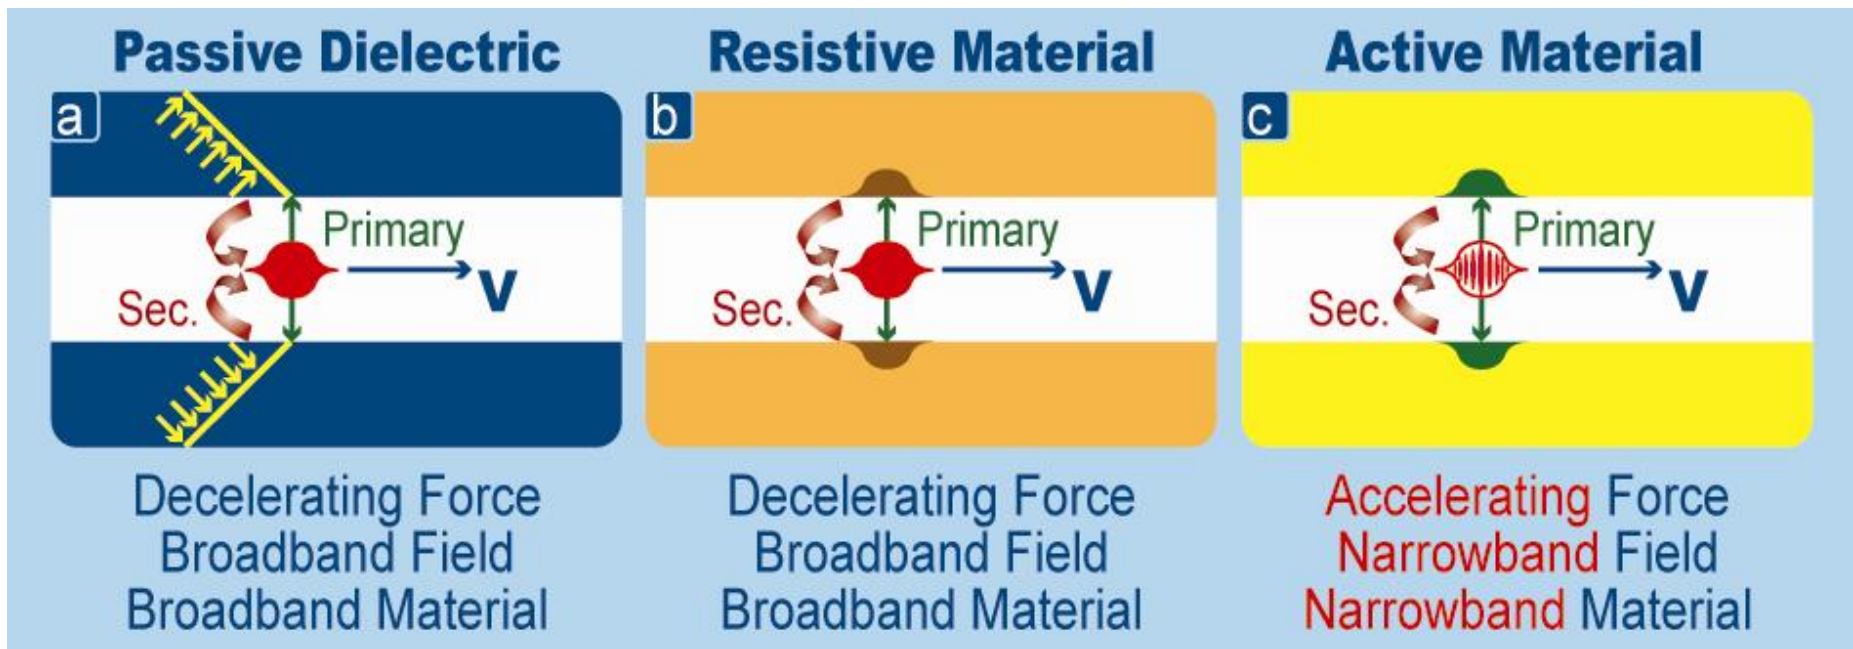 Passive Dielectric
a
Primary
Sec.
V
Decelerating Force
Broadband Field
Broadband Material
Resistive Material
b
Primary
Sec.
V
Decelerating Force
Broadband Field
Broadband Material
Active Material
c
Primary
Sec.
V
Accelerating Force
Narrowband Field
Narrowband Material